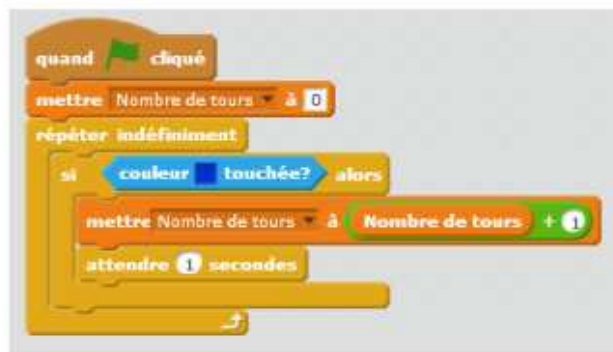 quand cliqué
mettre Nombre de tours à 0
répéter indéfiniment
si couleur touchée? alors
mettre Nombre de tours à Nombre de tours + 1
attendre 1 secondes